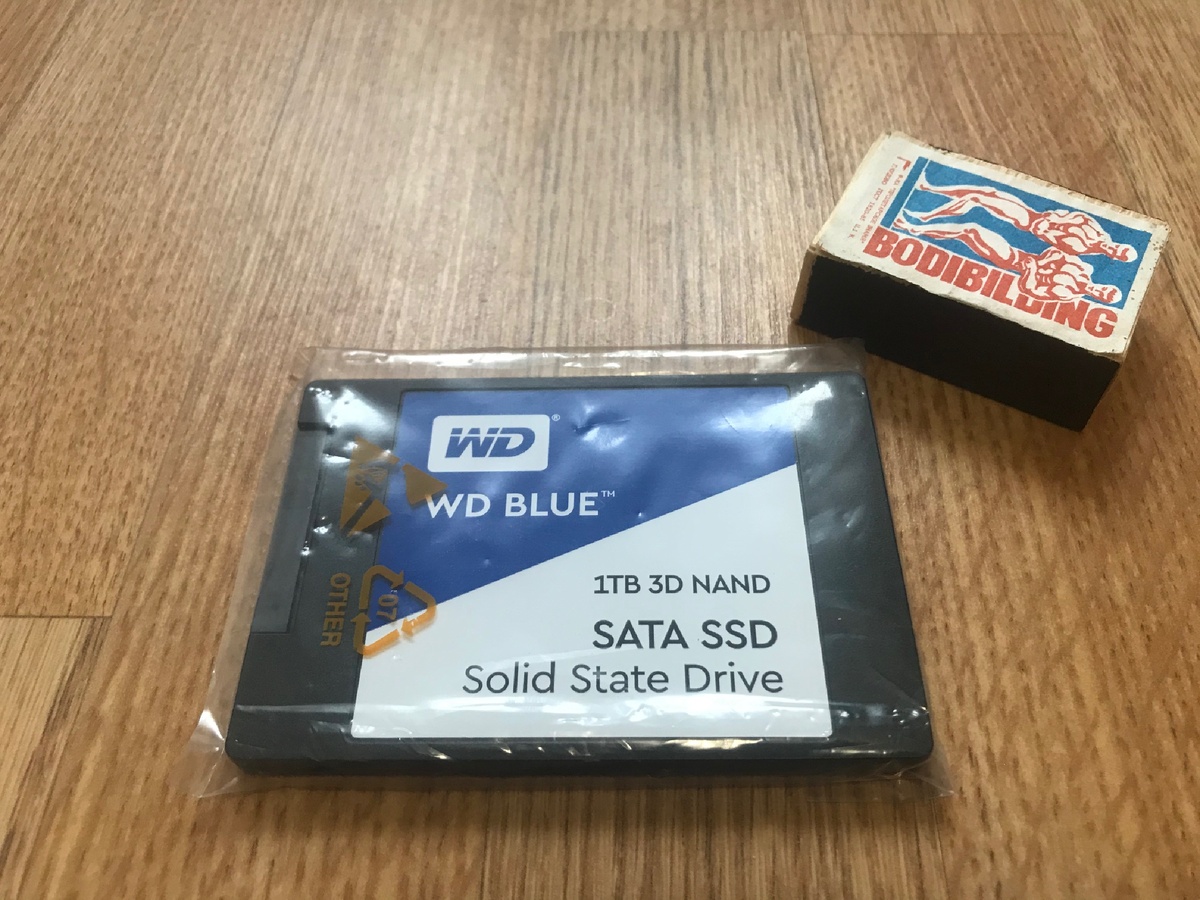 WD®
WD BLUE™
1TB 3D NAND
SATA SSD
Solid State Drive
07
OTHER
BODIBILDING